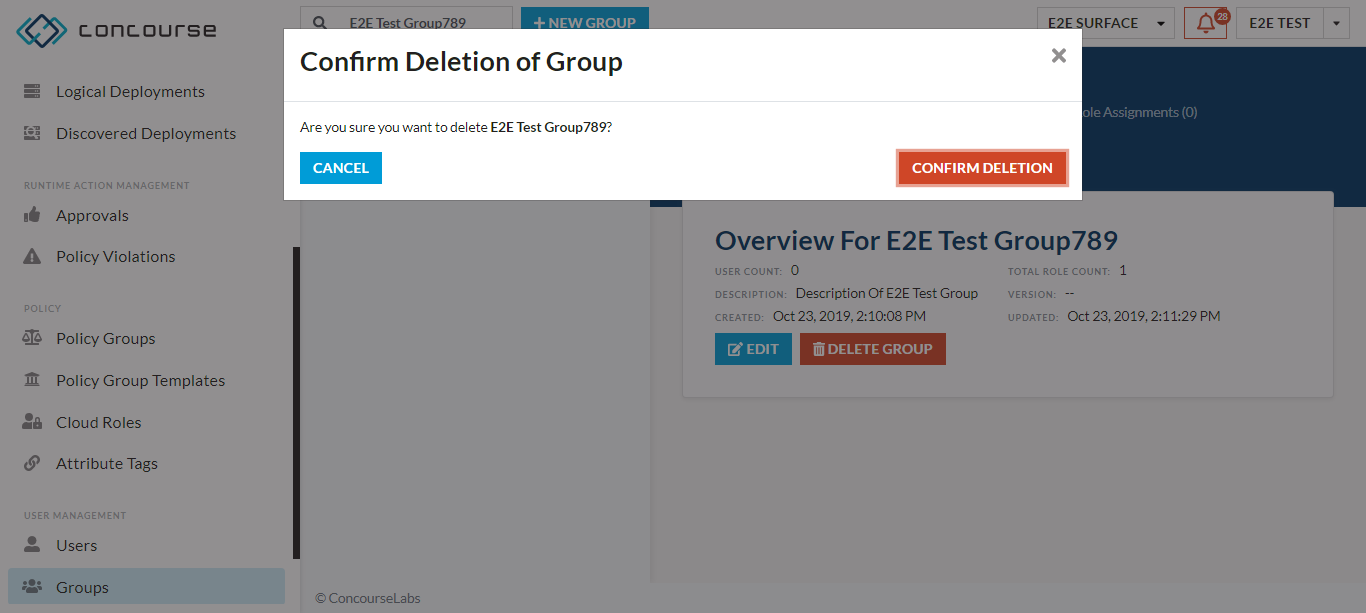 CONCOURSE
E2E Test Group789
+ NEW GROUP
E2E SURFACE
28
E2E TEST
Logical Deployments
Discovered Deployments
RUNTIME ACTION MANAGEMENT
Approvals
Policy Violations
POLICY
Policy Groups
Policy Group Templates
Cloud Roles
Attribute Tags
USER MANAGEMENT
Users
Groups
Confirm Deletion of Group
Are you sure you want to delete E2E Test Group789?
CANCEL
CONFIRM DELETION
ole Assignments (0)
Overview For E2E Test Group789
USER COUNT: 0
TOTAL ROLE COUNT: 1
DESCRIPTION: Description Of E2E Test Group
VERSION: --
CREATED: Oct 23, 2019, 2:10:08 PM
UPDATED: Oct 23, 2019, 2:11:29 PM
EDIT
DELETE GROUP
© ConcourseLabs